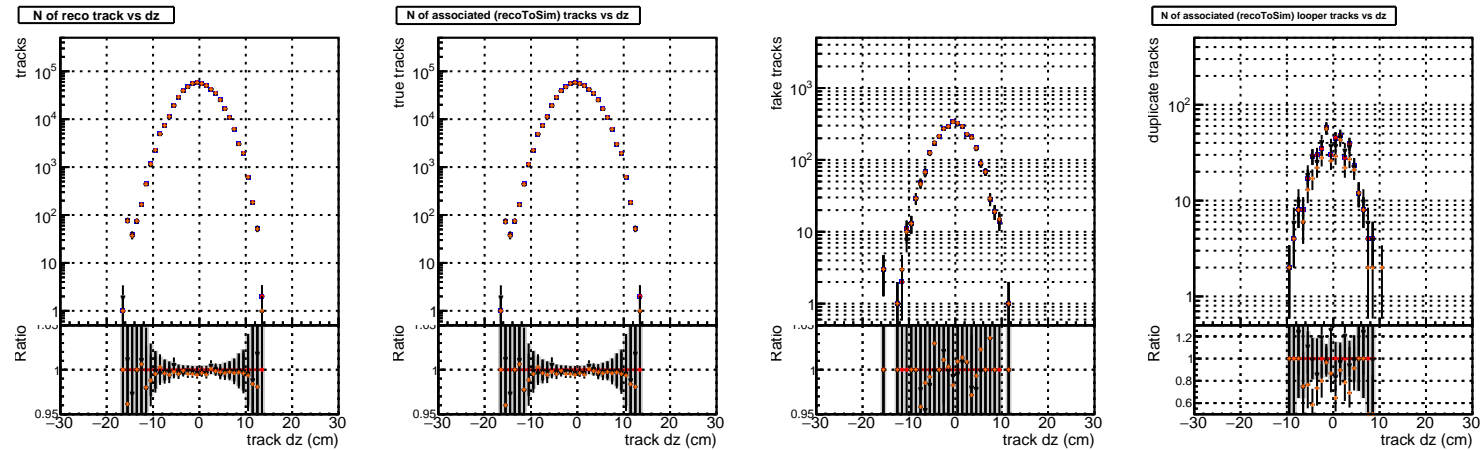 N of reco track vs dz
tracks
10^5
10^4
10^3
10^2
10
1
Ratio
1
0.95
−30 −20 −10 0 10 20 30
track dz (cm)
N of associated (recoToSim) tracks vs dz
true tracks
10^5
10^4
10^3
10^2
10
1
Ratio
1
0.95
−30 −20 −10 0 10 20 30
track dz (cm)
fake tracks
10^3
10^2
10
1
Ratio
1
0.95
−30 −20 −10 0 10 20 30
track dz (cm)
N of associated (recoToSim) looper tracks vs dz
duplicate tracks
10^2
10
1
Ratio
1.2
1
0.8
0.6
−30 −20 −10 0 10 20 30
track dz (cm)